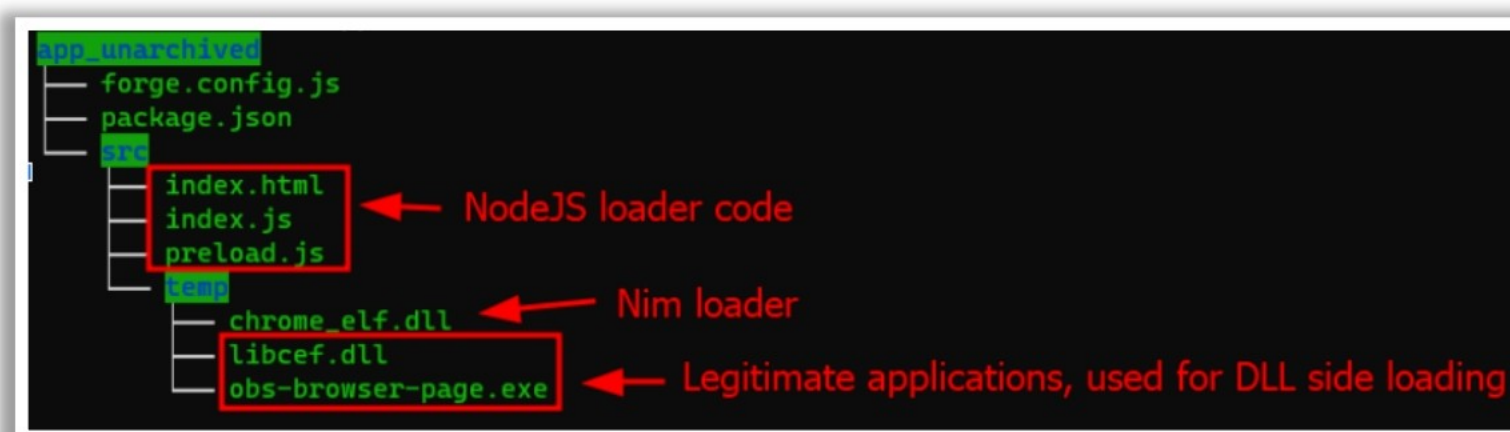 app_unarchived
forge.config.js
package.json
src
index.html
index.js
NodeJS loader code
preload.js
temp
chrome_elf.dll
Nim loader
libcef.dll
obs-browser-page.exe
Legitimate applications, used for DLL side loading